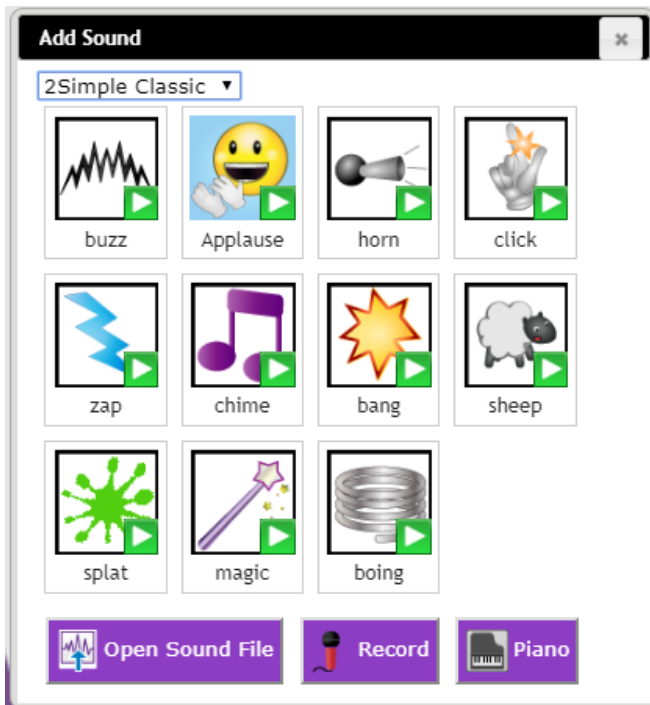 Add Sound
2Simple Classic
buzz Applause horn click
zap chime bang sheep
splat magic boing
Open Sound File Record Piano